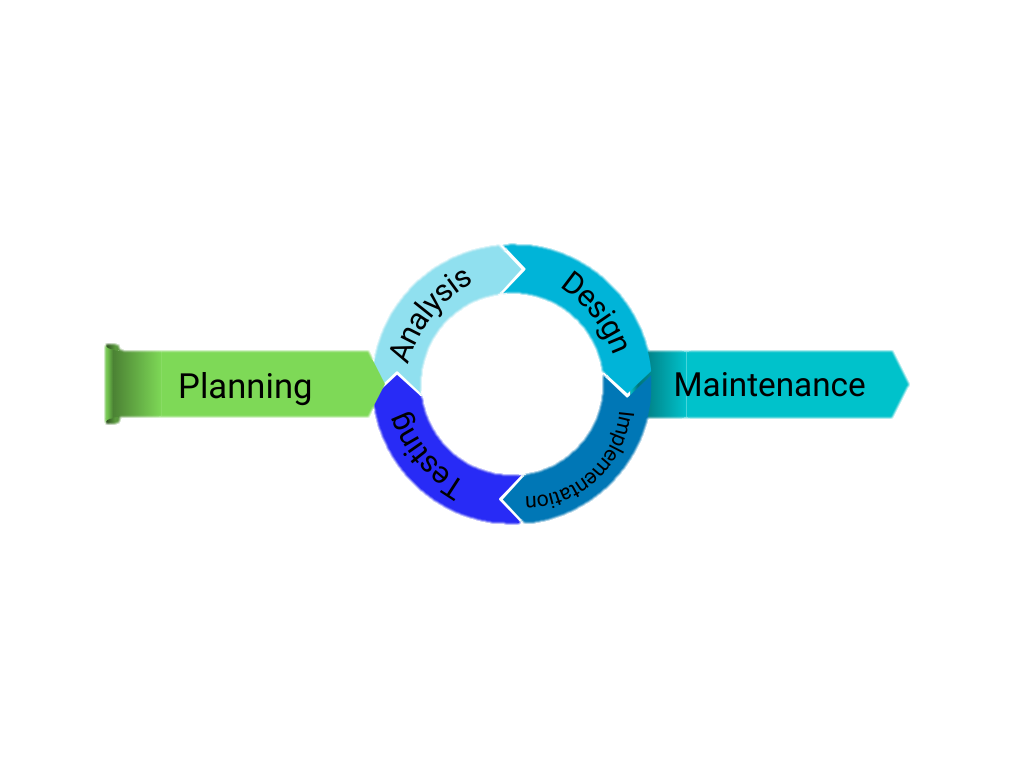 Planning
Analysis
Design
Implementation
Testing
Maintenance